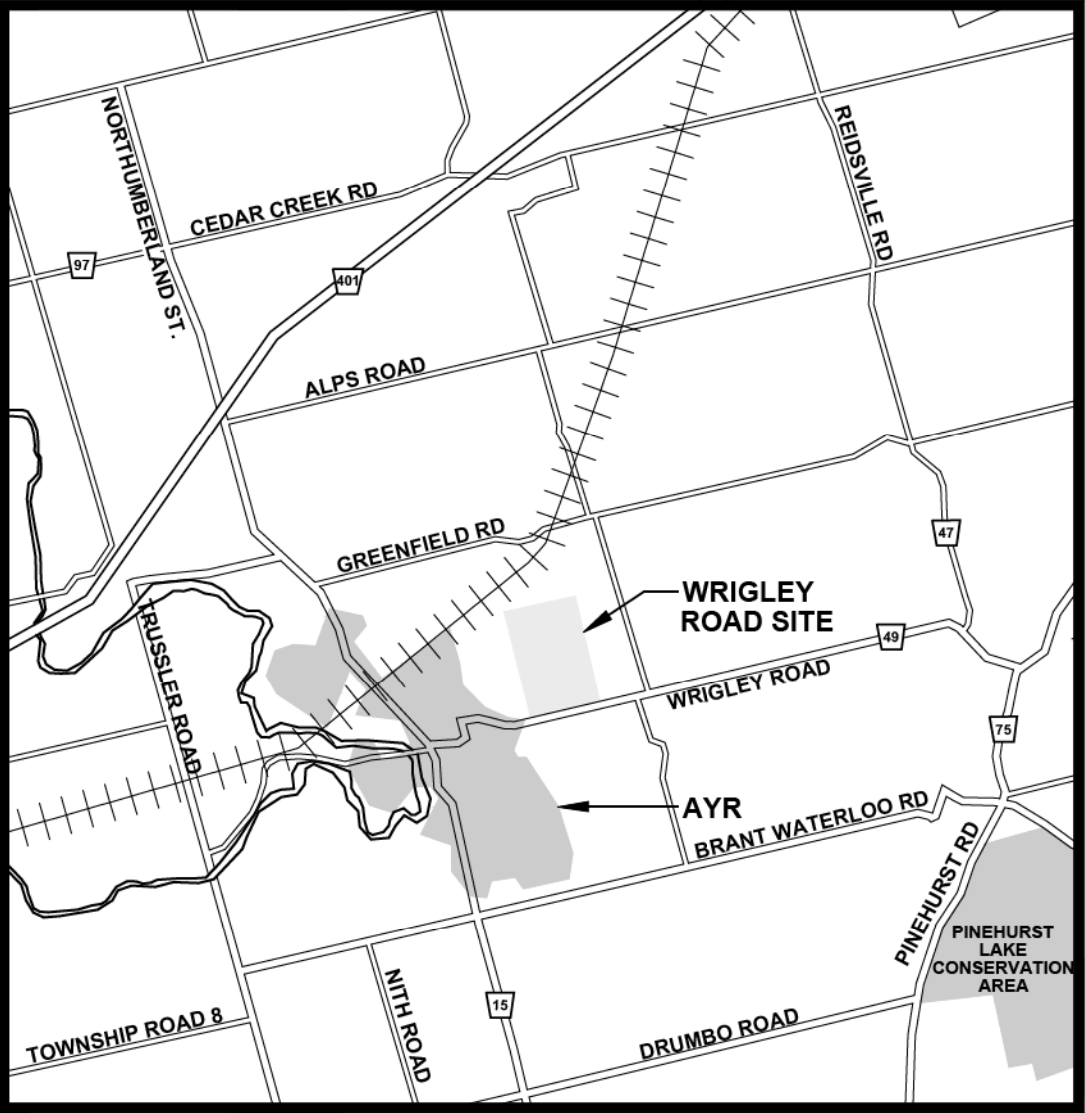 NORTHUMBERLAND ST.
CEDAR CREEK RD
REIDSVILLE RD
97
401
ALPS ROAD
GREENFIELD RD
47
WRIGLEY
ROAD SITE
TRUSSLER ROAD
49
WRIGLEY ROAD
75
AYR
BRANT WATERLOO RD
PINEHURST RD
PINEHURST
LAKE
CONSERVATION
AREA
NITH ROAD
15
TOWNSHIP ROAD 8
DRUMBO ROAD